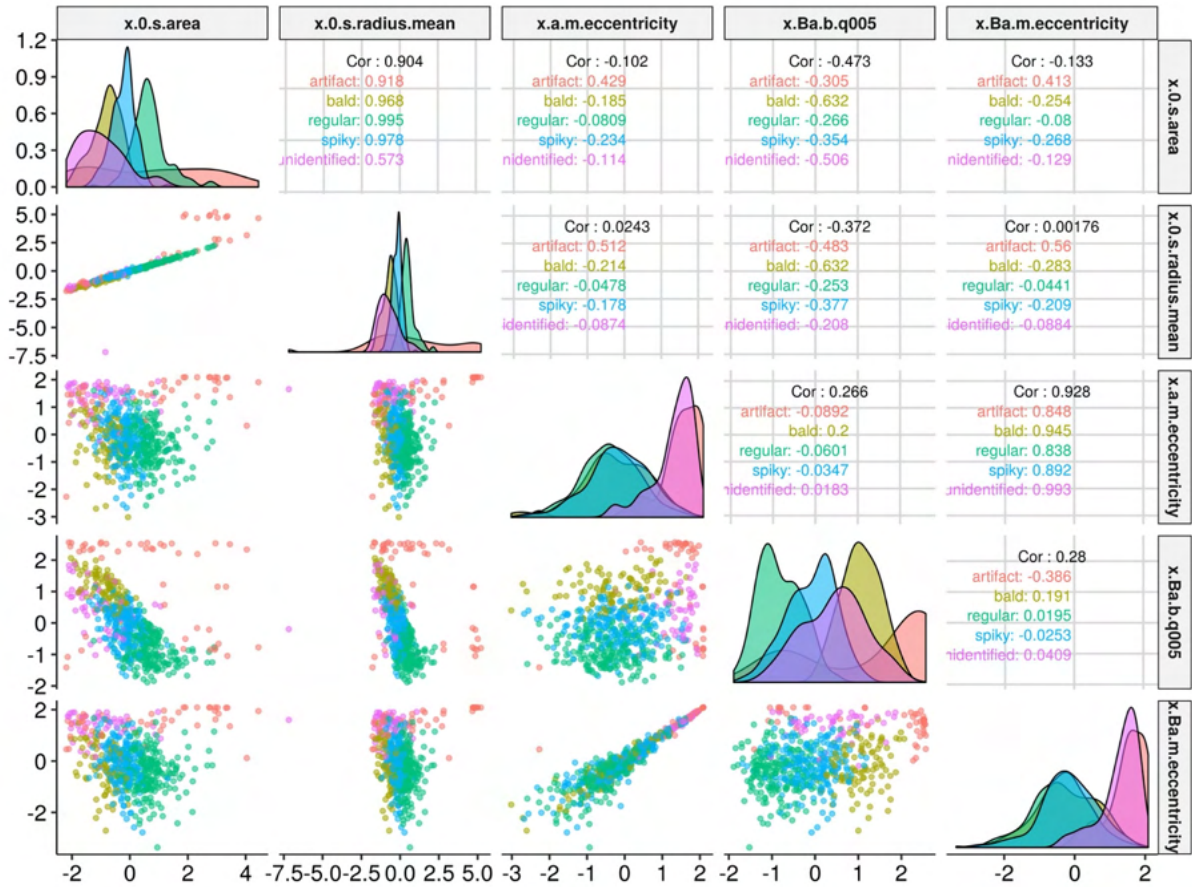 x.0.s.area x.0.s.radius.mean x.a.m.eccentricity x.Ba.b.q005 x.Ba.m.eccentricity
1.2
0.9
0.6
0.3
0.0
Cor : 0.904
artifact: 0.918
bald: 0.968
regular: 0.995
spiky: 0.978
unidentified: 0.573
Cor : -0.102
artifact: 0.429
bald: -0.185
regular: -0.0809
spiky: -0.234
nidentified: -0.114
Cor : -0.473
artifact: -0.305
bald: -0.632
regular: -0.266
spiky: -0.354
nidentified: -0.506
Cor : -0.133
artifact: 0.413
bald: -0.254
regular: -0.08
spiky: -0.268
unidentified: -0.129
x.0.s.area
5.0
2.5
0.0
-2.5
-5.0
-7.5
Cor : 0.0243
artifact: 0.512
bald: -0.214
regular: -0.0478
spiky: -0.178
identified: -0.0874
Cor : -0.372
artifact: -0.483
bald: -0.632
regular: -0.253
spiky: -0.377
nidentified: -0.208
Cor : 0.00176
artifact: 0.56
bald: -0.283
regular: -0.0441
spiky: -0.209
identified: -0.0884
x.0.s.radius.mean
2
1
0
-1
-2
-3
Cor : 0.266
artifact: -0.0892
bald: 0.2
regular: -0.0601
spiky: -0.0347
nidentified: 0.0183
Cor : 0.928
artifact: 0.848
bald: 0.945
regular: 0.838
spiky: 0.892
unidentified: 0.993
x.a.m.eccentricity
2
1
0
-1
-2
Cor : 0.28
artifact: -0.386
bald: 0.191
regular: 0.0195
spiky: -0.0253
nidentified: 0.0409
x.Ba.b.q005
2
0
-2
x.Ba.m.eccentricity
-2 0 2 4 -7.5 -5.0 -2.5 0.0 2.5 5.0 -3 -2 -1 0 1 2 -2 -1 0 1 2 -2 0 2